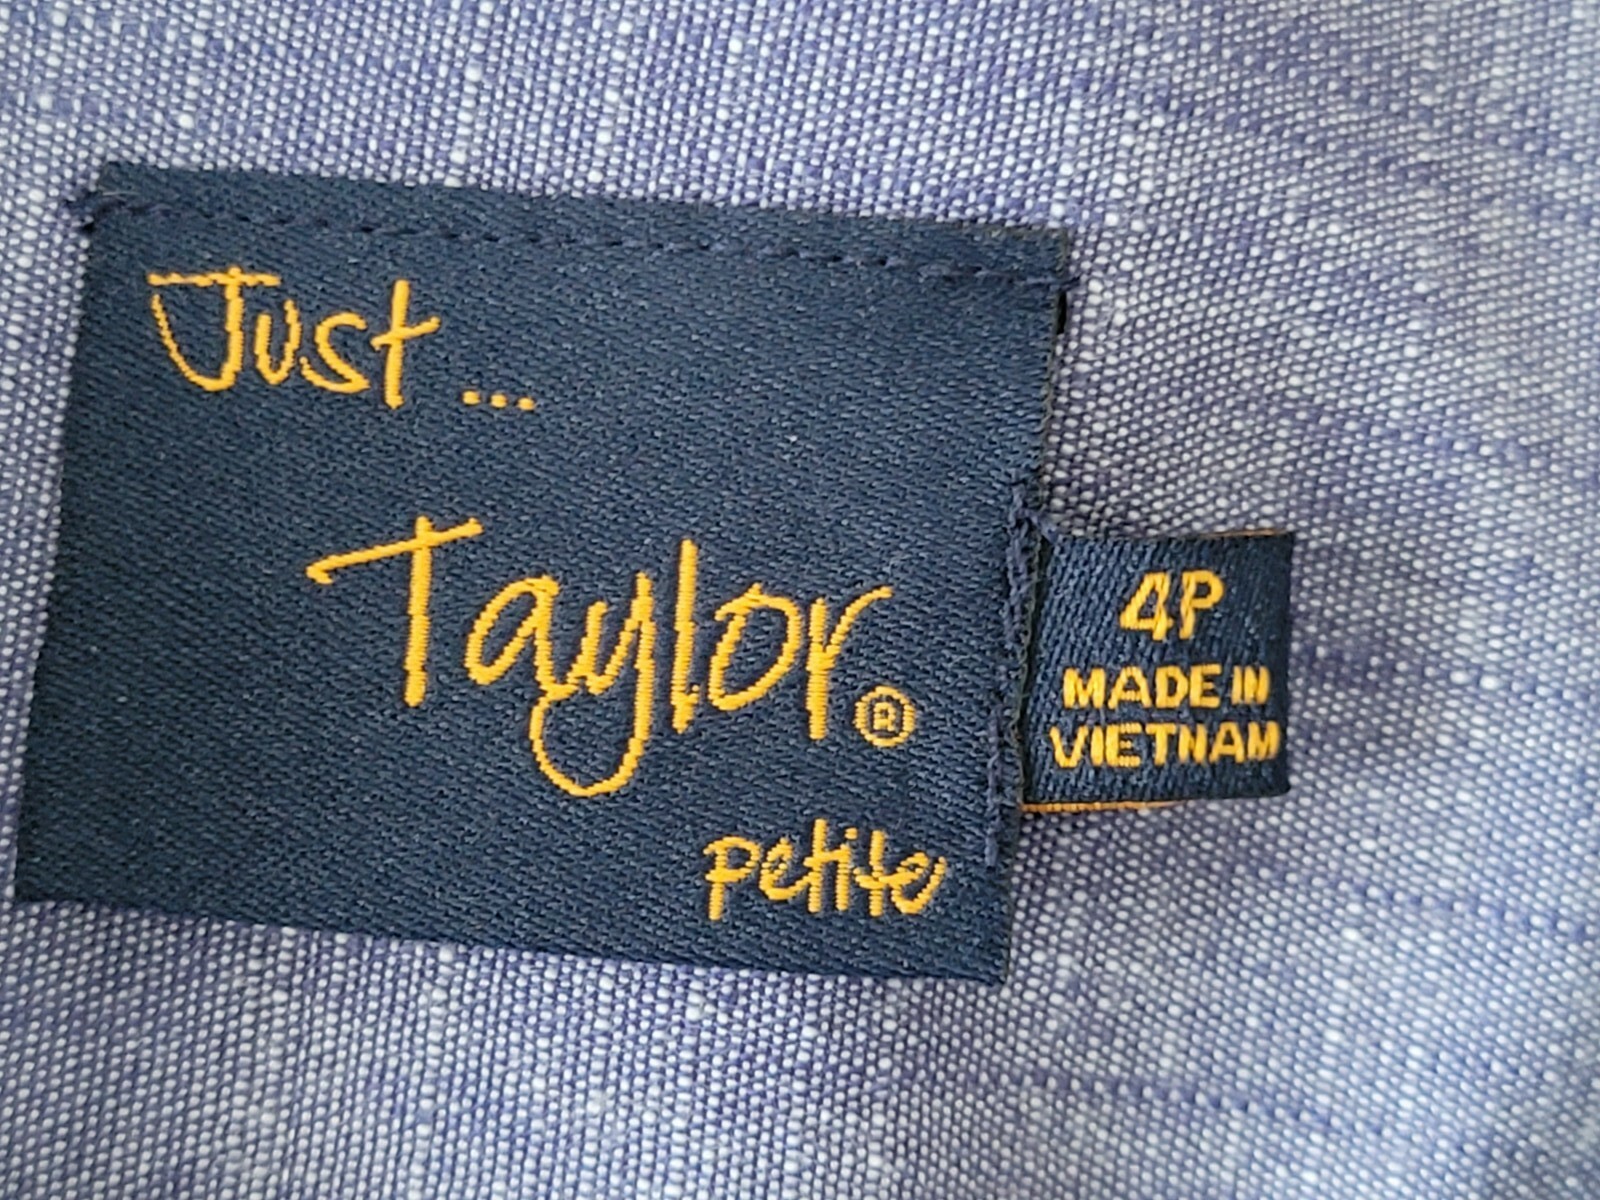 Just ...
Taylor®
petite
4P
MADE IN
VIETNAM